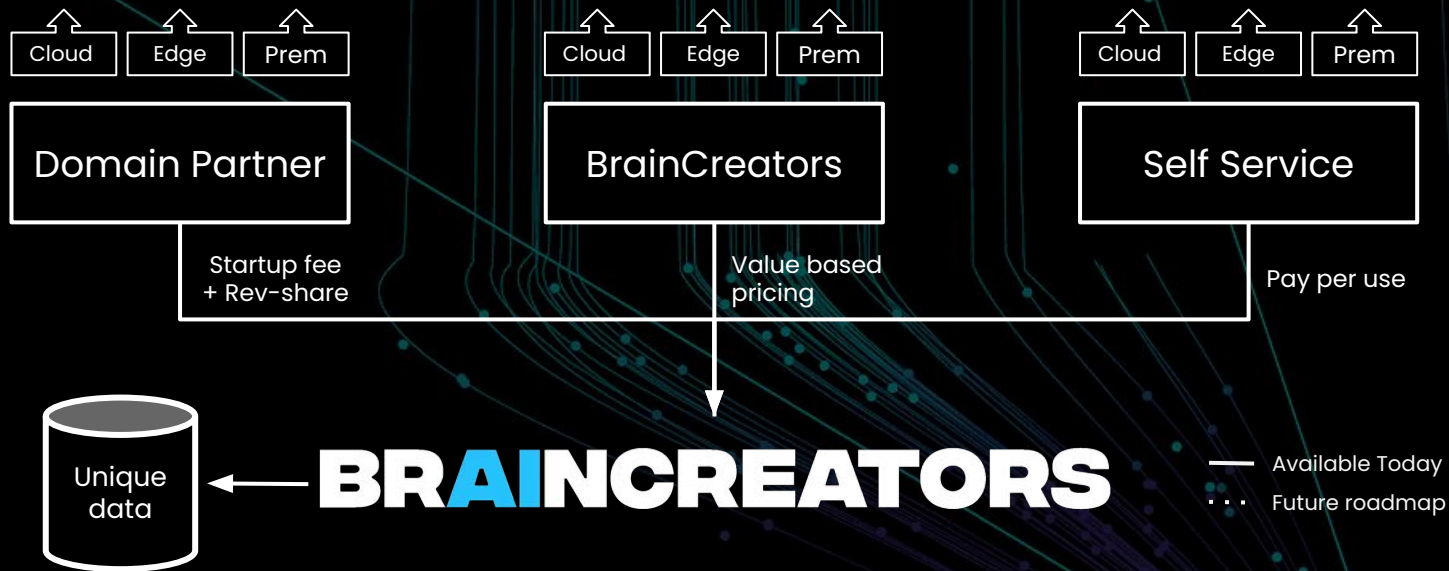 Cloud Edge Prem
Cloud Edge Prem
Cloud Edge Prem
Domain Partner
BrainCreators
Self Service
Startup fee
+ Rev-share
Value based
pricing
Pay per use
Unique
data
BRAINCREATORS
Available Today
Future roadmap